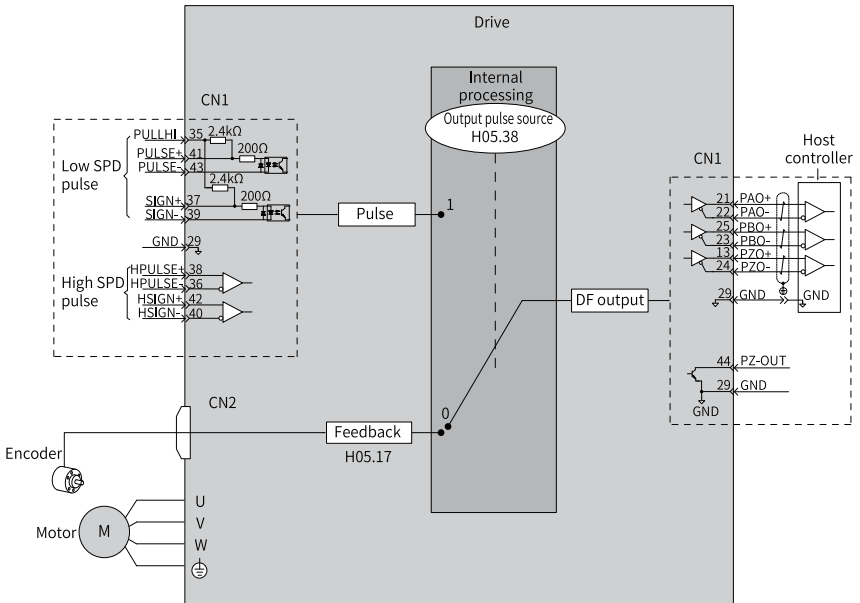 Drive
Internal
processing
Output pulse source
H05.38
CN1
PULLHI 35 2.4kΩ
PULSE+ 41 200Ω
PULSE- 43
2.4kΩ
Low SPD
pulse
SIGN+ 37 200Ω
SIGN- 39
GND 29
High SPD
pulse
HPULSE+ 38
HPULSE- 36
HSIGN+ 42
HSIGN- 40
Pulse
1
DF output
0
Feedback
H05.17
CN2
Encoder
Motor
M
U
V
W
CN1
Host
controller
21 PAO+
22 PAO-
25 PBO+
23 PBO-
13 PZO+
24 PZO-
29 GND GND
44 PZ-OUT
29 GND
GND